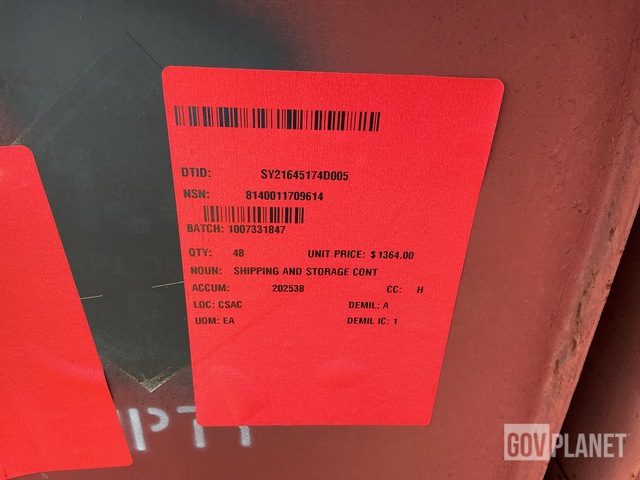 DTID: SY21645174D005
NSN: 8140011709614
BATCH: 1007331847
QTY: 48 UNIT PRICE: $1364.00
NOUN: SHIPPING AND STORAGE CONT
ACCUM: 202538 CC: H
LOC: CSAC DEMIL: A
UOM: EA DEMIL IC: 1
GOVPLANET